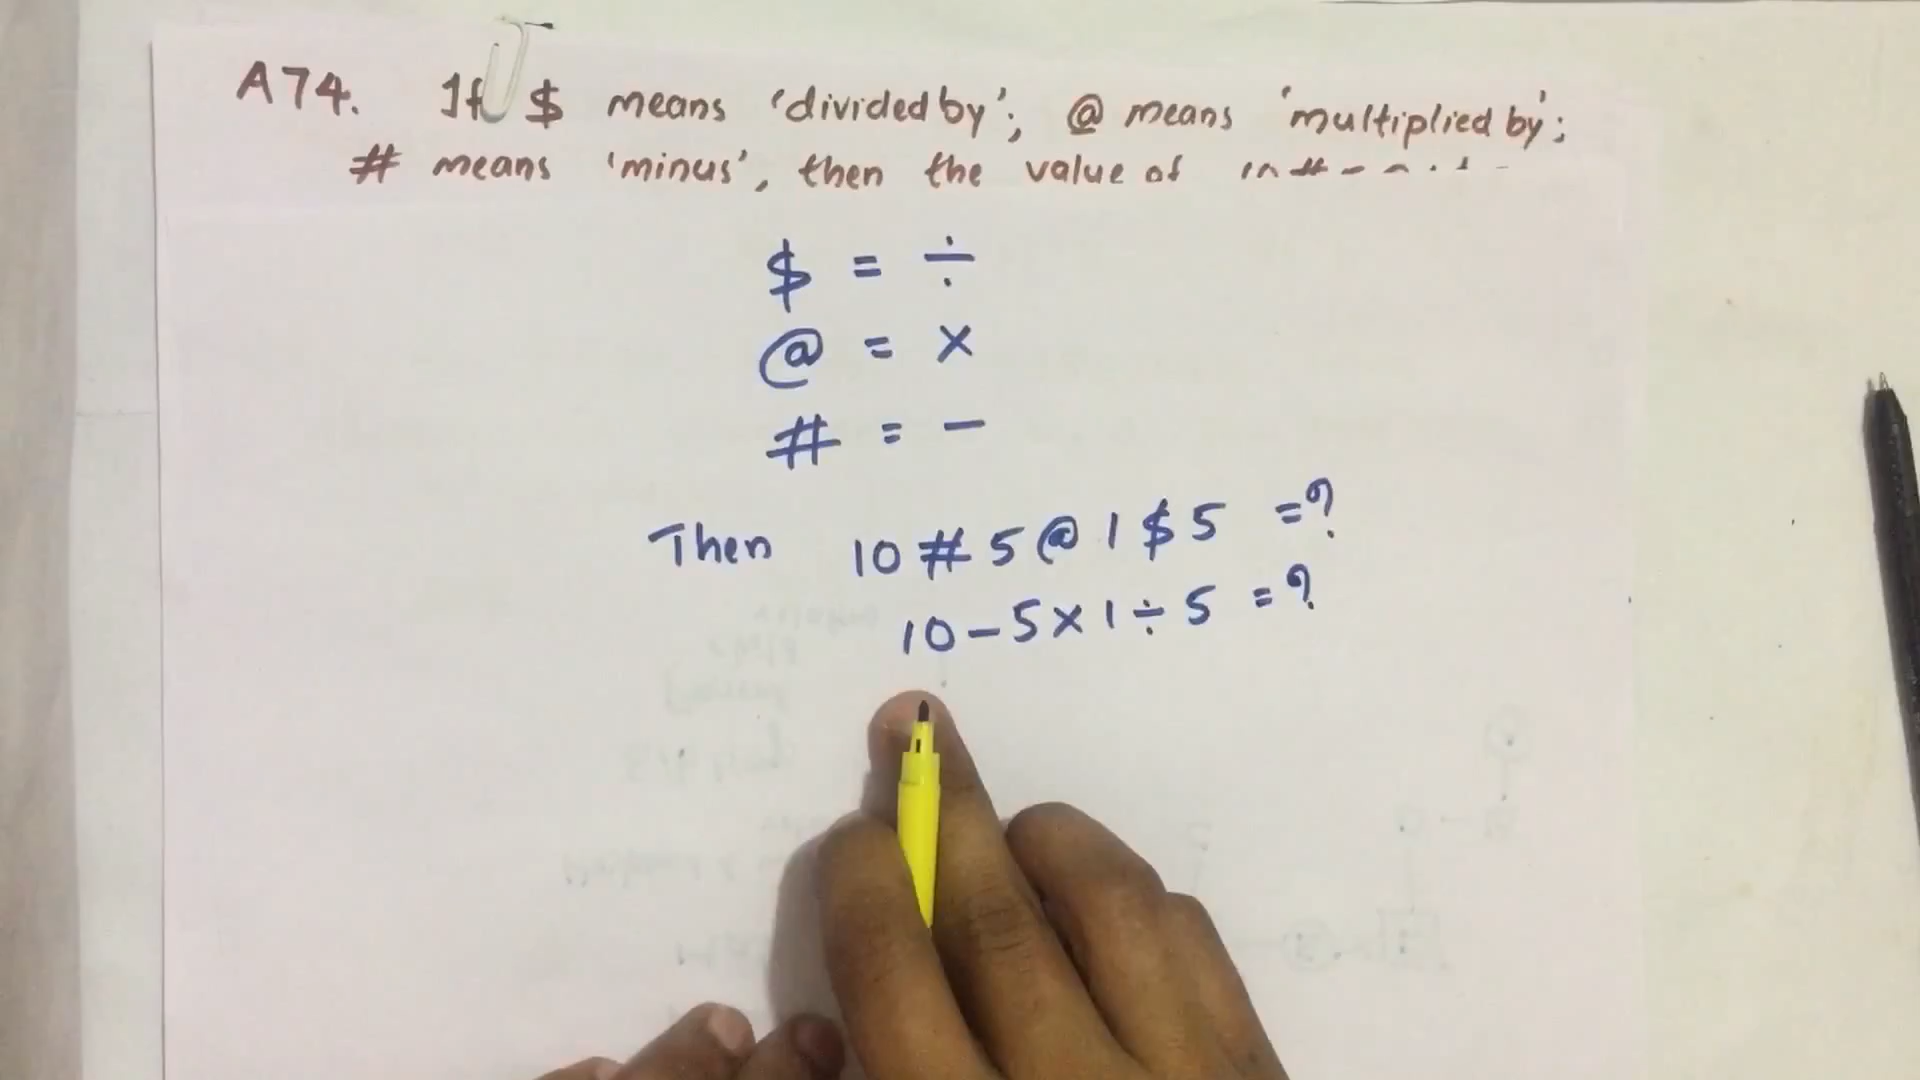 A74. If $ means 'divided by'; @ means 'multiplied by';
# means 'minus', then the value of
$ = ÷
@ = ×
# = -
Then 10 # 5 @ 1 $ 5 = ?
10 - 5 × 1 ÷ 5 = ?